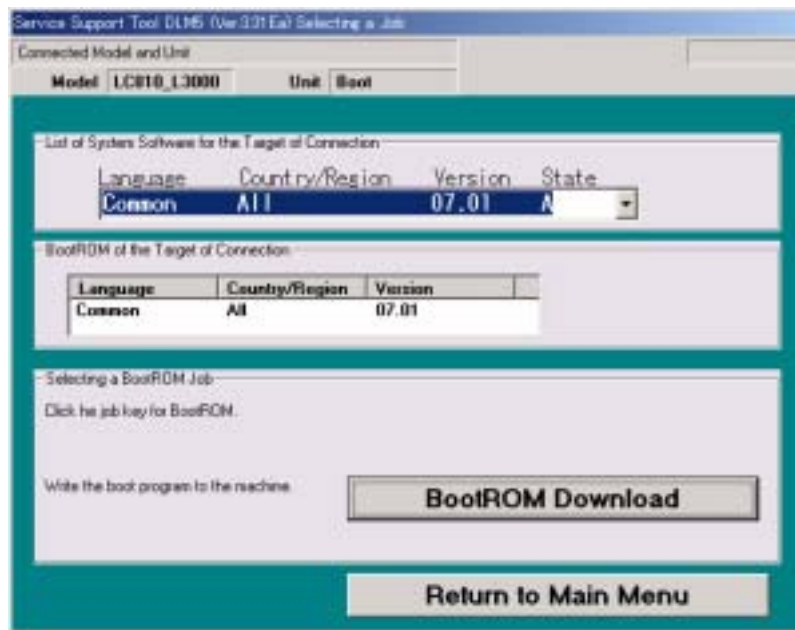 Service Support Tool DLM5 (Ver.3.31Ea) Selecting a Job
Connected Model and Unit
Model LC810_L3000 Unit Boot
List of System Software for the Target of Connection
Language Country/Region Version State
Common All 07.01 A
BootROM of the Target of Connection
Language Country/Region Version
Common All 07.01
Selecting a BootROM Job
Click he job key for BootROM.
Write the boot program to the machine.
BootROM Download
Return to Main Menu